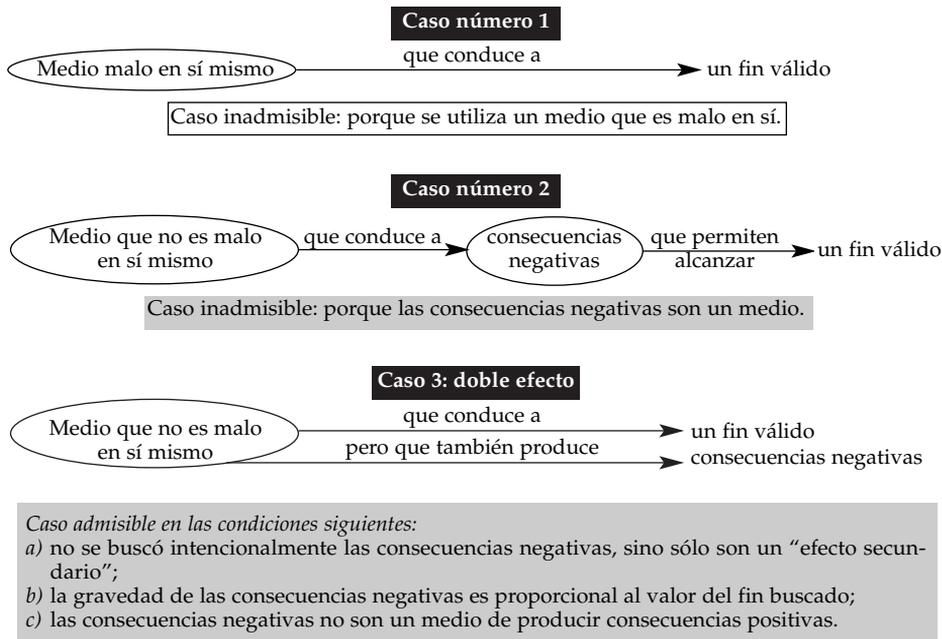 Caso número 1
que conduce a
Medio malo en sí mismo
un fin válido
Caso inadmisible: porque se utiliza un medio que es malo en sí.
Caso número 2
Medio que no es malo
en sí mismo
que conduce a
consecuencias
negativas
que permiten
alcanzar
un fin válido
Caso inadmisible: porque las consecuencias negativas son un medio.
Caso 3: doble efecto
Medio que no es malo
en sí mismo
que conduce a
un fin válido
pero que también produce
consecuencias negativas
Caso admisible en las condiciones siguientes:
a) no se buscó intencionalmente las consecuencias negativas, sino sólo son un “efecto secun-
dario”;
b) la gravedad de las consecuencias negativas es proporcional al valor del fin buscado;
c) las consecuencias negativas no son un medio de producir consecuencias positivas.